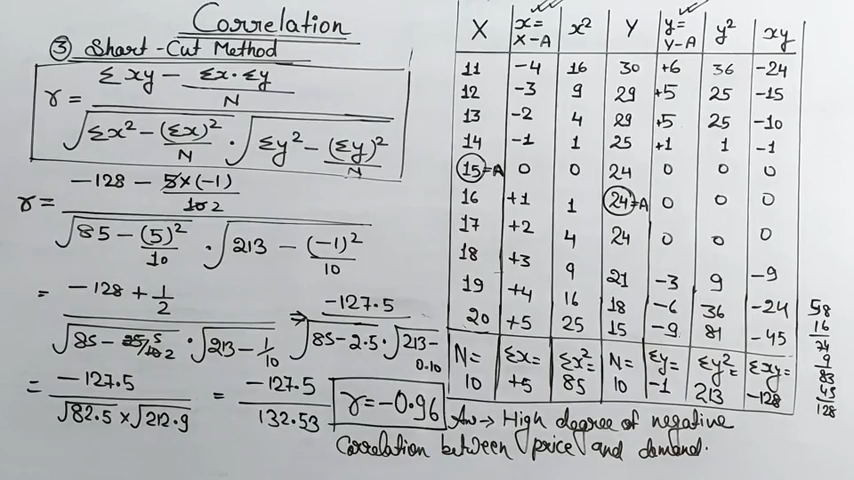 Correlation
③ Shart-Cut Method
r = Σxy − Σx·Σy / N
√Σx² − (Σx)²/N · √Σy² − (Σy)²/N
r = −128 − 5×(−1)/10 2
√85 − (5)²/10 · √213 − (−1)²/10
= −128 + 1/2 ⇒ −127.5
√85 − 25/10 5/2 · √213 − 1/10 √85−2.5 · √213−0.10
= −127.5 / √82.5 × √212.9 = −127.5 / 132.53 r = −0.96
X x= X−A x² Y y= Y−A y² xy
11 −4 16 30 +6 36 −24
12 −3 9 29 +5 25 −15
13 −2 4 29 +5 25 −10
14 −1 1 25 +1 1 −1
15=A 0 0 24 0 0 0
16 +1 1 24=A 0 0 0
17 +2 4 24 0 0 0
18 +3 9 21 −3 9 −9
19 +4 16 18 −6 36 −24
20 +5 25 15 −9 81 −45
N= 10 Σx= +5 Σx²= 85 N= 10 Σy= −1 Σy²= 213 Σxy= −128
58
16
74
9
83
45
128
An → High degree of negative
Correlation between price and demand.